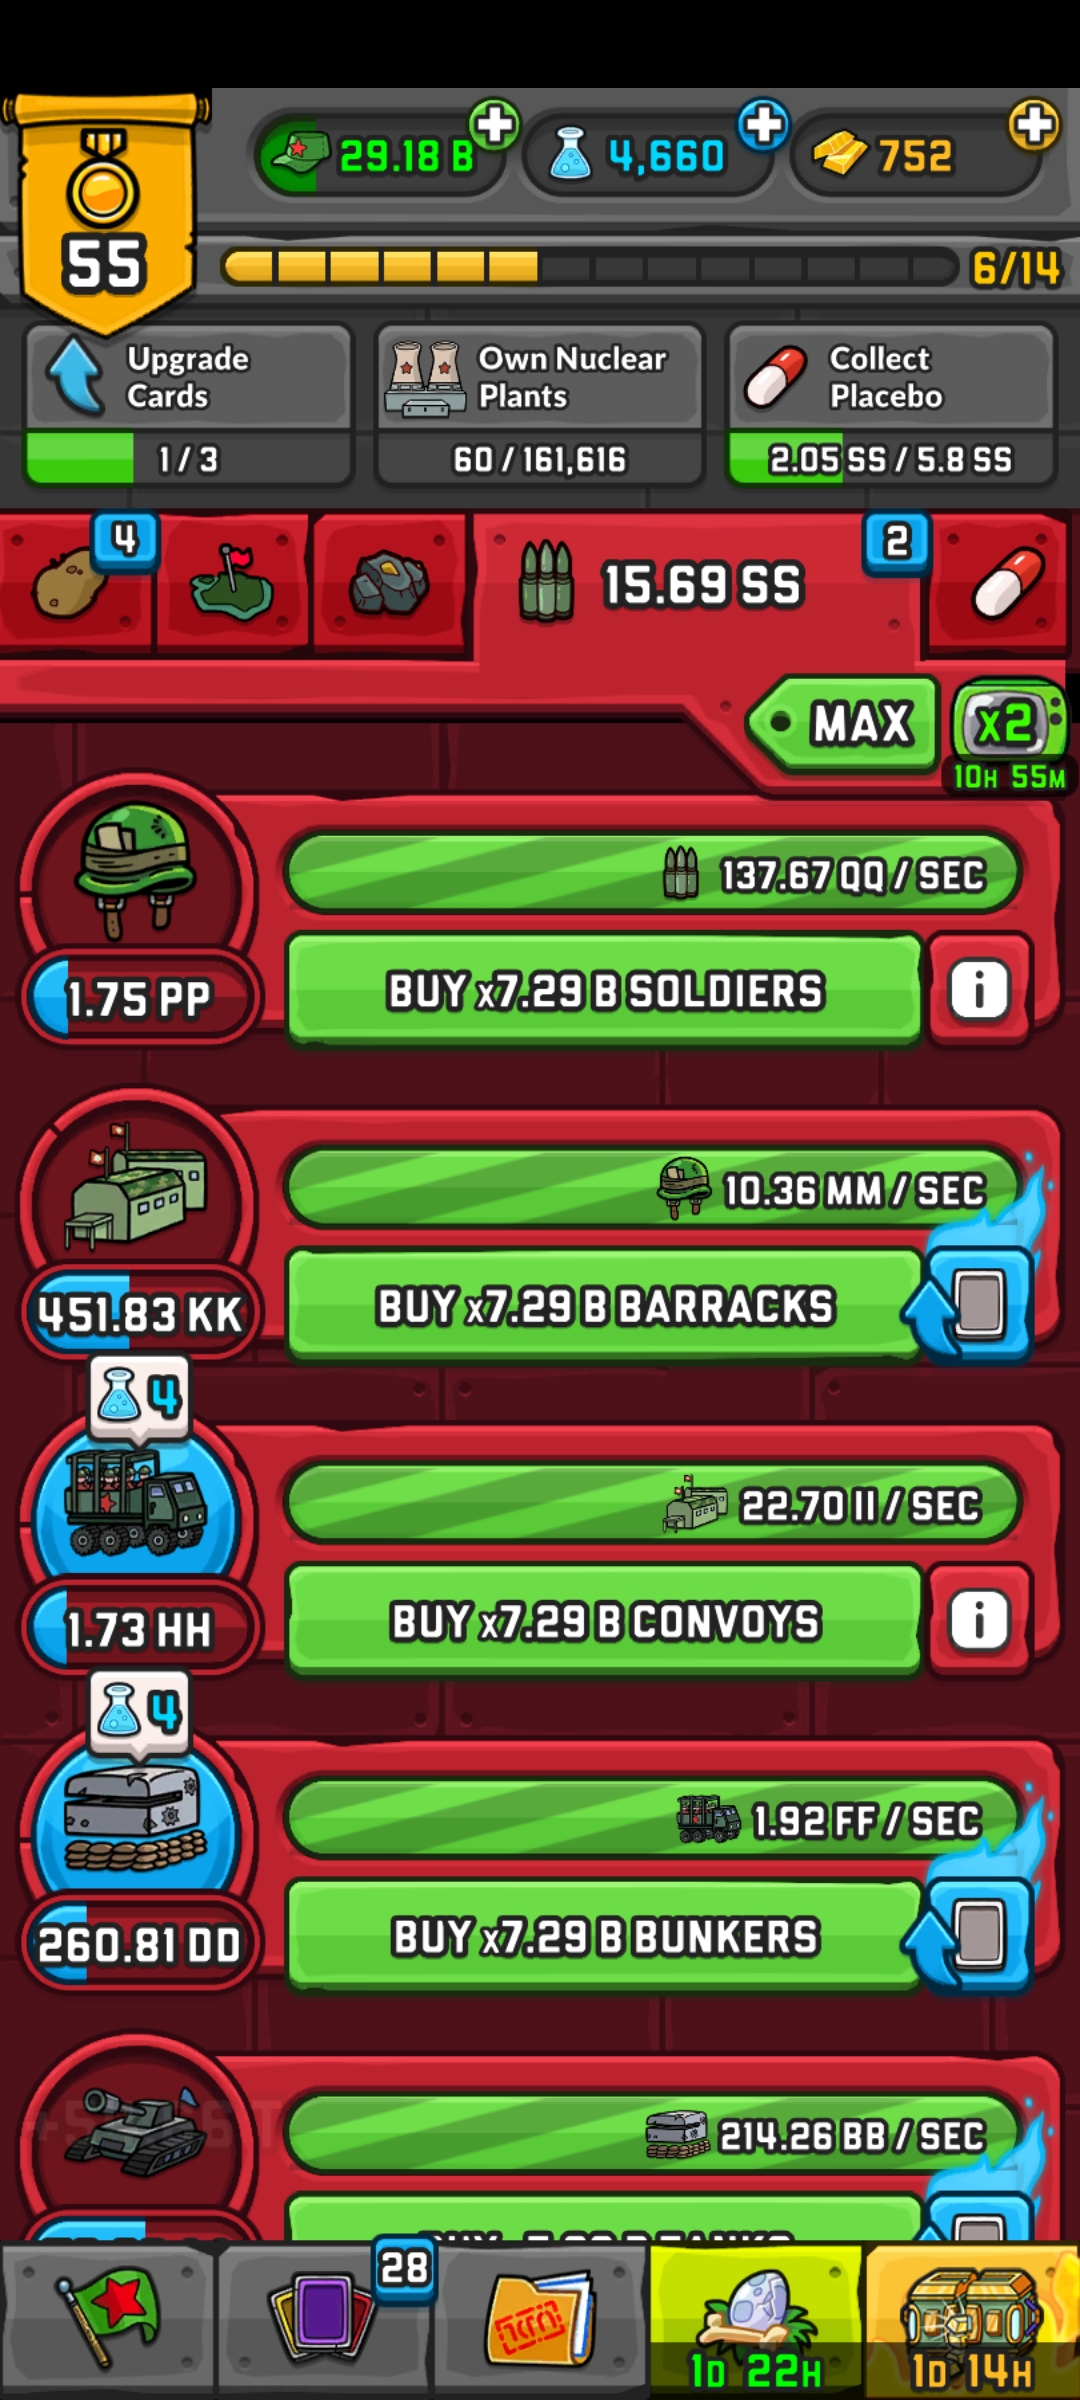 29.18 B
4,660
752
55
6/14
Upgrade
Cards
1 / 3
Own Nuclear
Plants
60 / 161,616
Collect
Placebo
2.05 SS / 5.8 SS
4
15.69 SS
2
MAX
x2
10H 55M
137.67 QQ / SEC
1.75 PP
BUY x7.29 B SOLDIERS
i
10.36 MM / SEC
451.83 KK
BUY x7.29 B BARRACKS
4
22.70 II / SEC
1.73 HH
BUY x7.29 B CONVOYS
i
4
1.92 FF / SEC
260.81 DD
BUY x7.29 B BUNKERS
214.26 BB / SEC
28
1D 22H
1D 14H